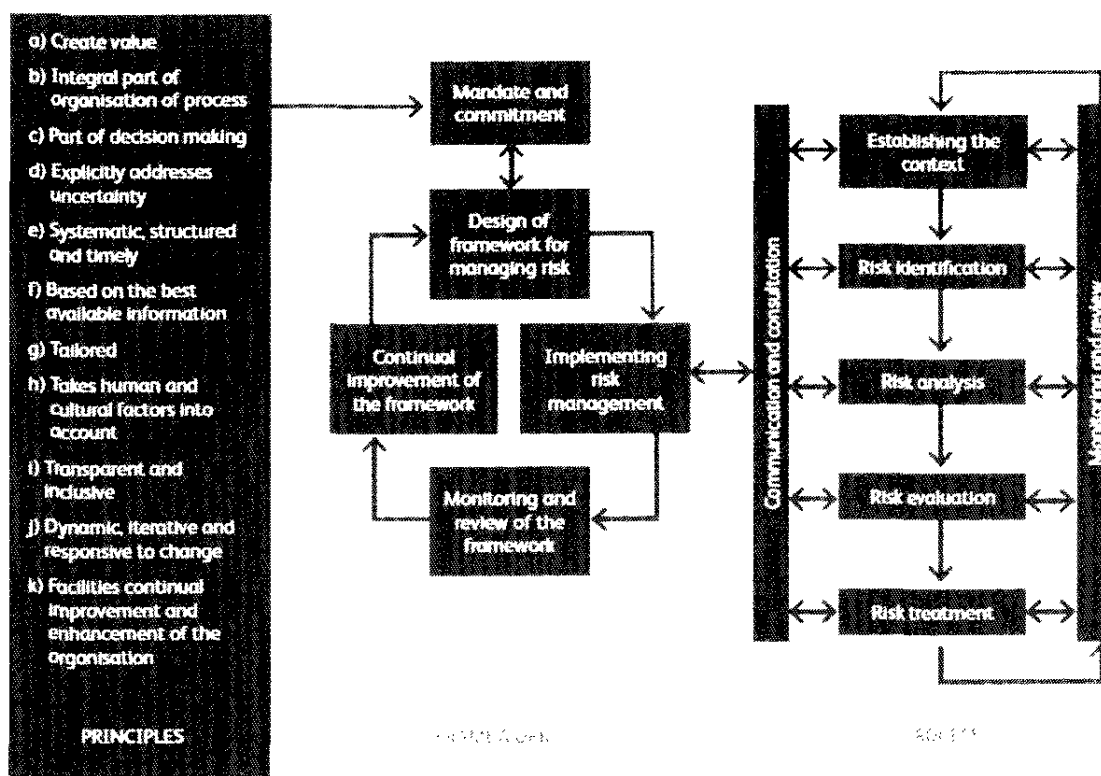 a) Create value
b) Integral part of
organisation of process
c) Part of decision making
d) Explicitly addresses
uncertainty
e) Systematic, structured
and timely
f) Based on the best
available information
g) Tailored
h) Takes human and
cultural factors into
account
i) Transparent and
inclusive
j) Dynamic, iterative and
responsive to change
k) Facilities continual
improvement and
enhancement of the
organisation
PRINCIPLES
Mandate and
commitment
Design of
framework for
managing risk
Continual
improvement of
the framework
Implementing
risk
management
Monitoring and
review of the
framework
Communication and consultation
Establishing the
context
Risk identification
Risk analysis
Risk evaluation
Risk treatment
Monitoring and review